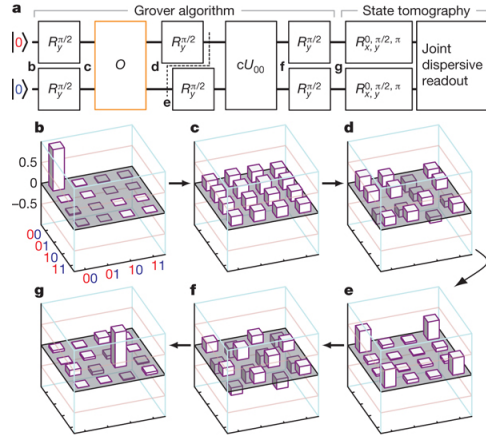 a Grover algorithm State tomography
|0⟩ R_y^{π/2} R_y^{π/2} R_y^{π/2} R_{x, y}^{0, π/2, π}
b c O d cU_{00} f g Joint dispersive readout
|0⟩ R_y^{π/2} e R_y^{π/2} R_y^{π/2} R_{x, y}^{0, π/2, π}
b c d
0.5
0
−0.5
00 01 10 11
00 01 10 11
g f e